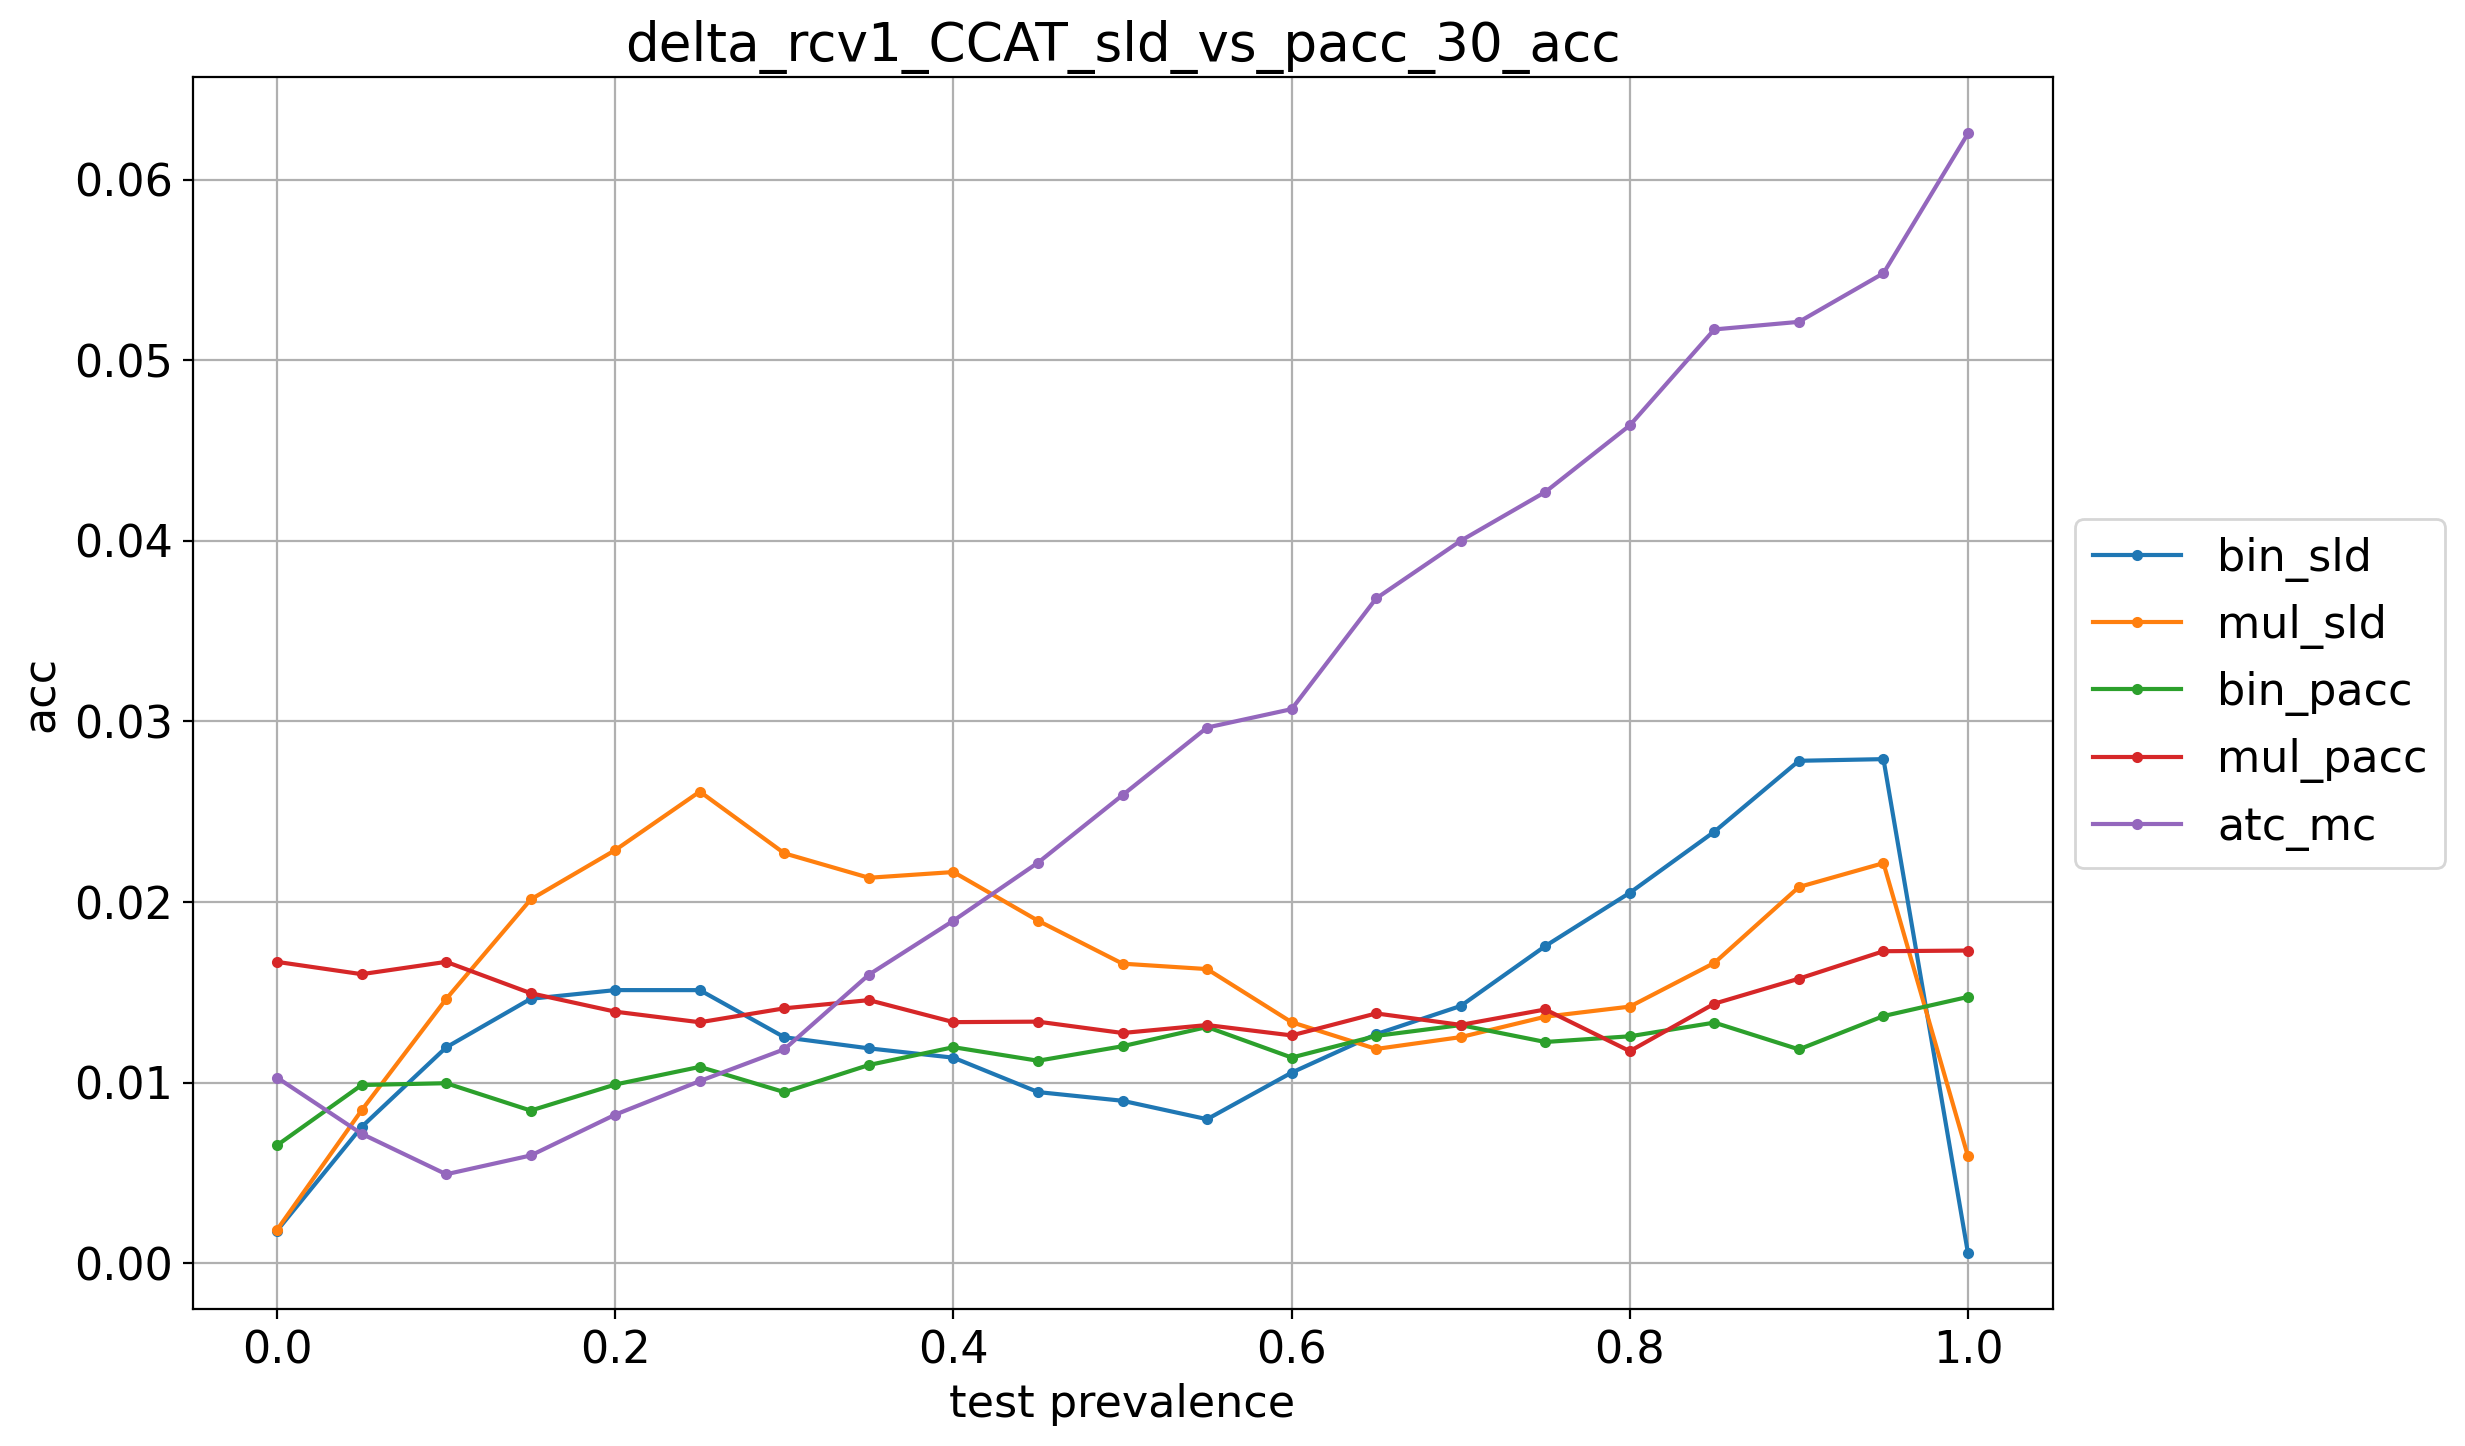 delta_rcv1_CCAT_sld_vs_pacc_30_acc
acc
0.06
0.05
0.04
0.03
0.02
0.01
0.00
0.0 0.2 0.4 0.6 0.8 1.0
test prevalence
bin_sld
mul_sld
bin_pacc
mul_pacc
atc_mc